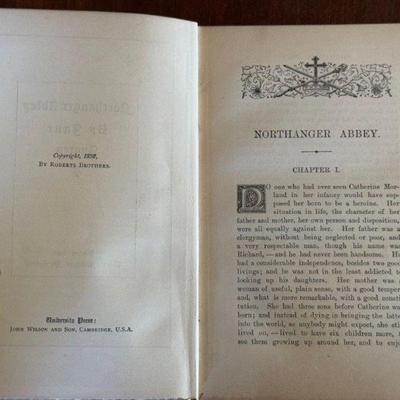 Copyright, 1892,
BY ROBERTS BROTHERS.
University Press:
JOHN WILSON AND SON, CAMBRIDGE, U.S.A.
NORTHANGER ABBEY.
CHAPTER I.
NO one who had ever seen Catherine Mor-
land in her infancy would have sup-
posed her born to be a heroine. Her
situation in life, the character of her
father and mother, her own person and disposition,
were all equally against her. Her father was a
clergyman, without being neglected or poor, and
a very respectable man, though his name was
Richard, — and he had never been handsome. He
had a considerable independence, besides two good
livings; and he was not in the least addicted to
locking up his daughters. Her mother was a
woman of useful, plain sense, with a good temper
and, what is more remarkable, with a good consti
tution. She had three sons before Catherine was
born; and instead of dying in bringing the latter
into the world, as anybody might expect, she still
lived on, — lived to have six children more, to
see them growing up around her, and to enjoy